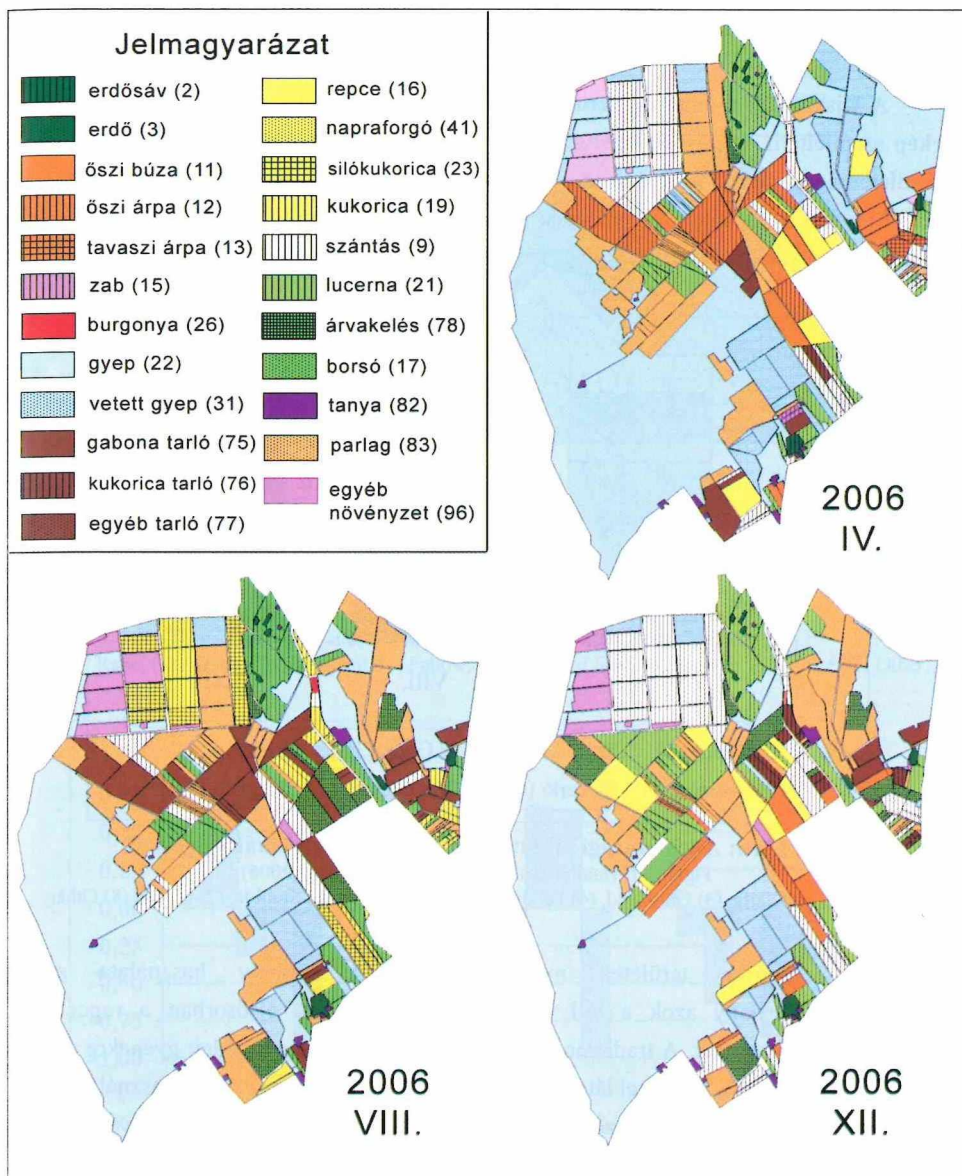 Jelmagyarázat
erdősáv (2)
erdő (3)
őszi búza (11)
őszi árpa (12)
tavaszi árpa (13)
zab (15)
burgonya (26)
gyep (22)
vetett gyep (31)
gabona tarló (75)
kukorica tarló (76)
egyéb tarló (77)
repce (16)
napraforgó (41)
silókukorica (23)
kukorica (19)
szántás (9)
lucerna (21)
árvakelés (78)
borsó (17)
tanya (82)
parlag (83)
egyéb
növényzet (96)
2006
IV.
2006
VIII.
2006
XII.